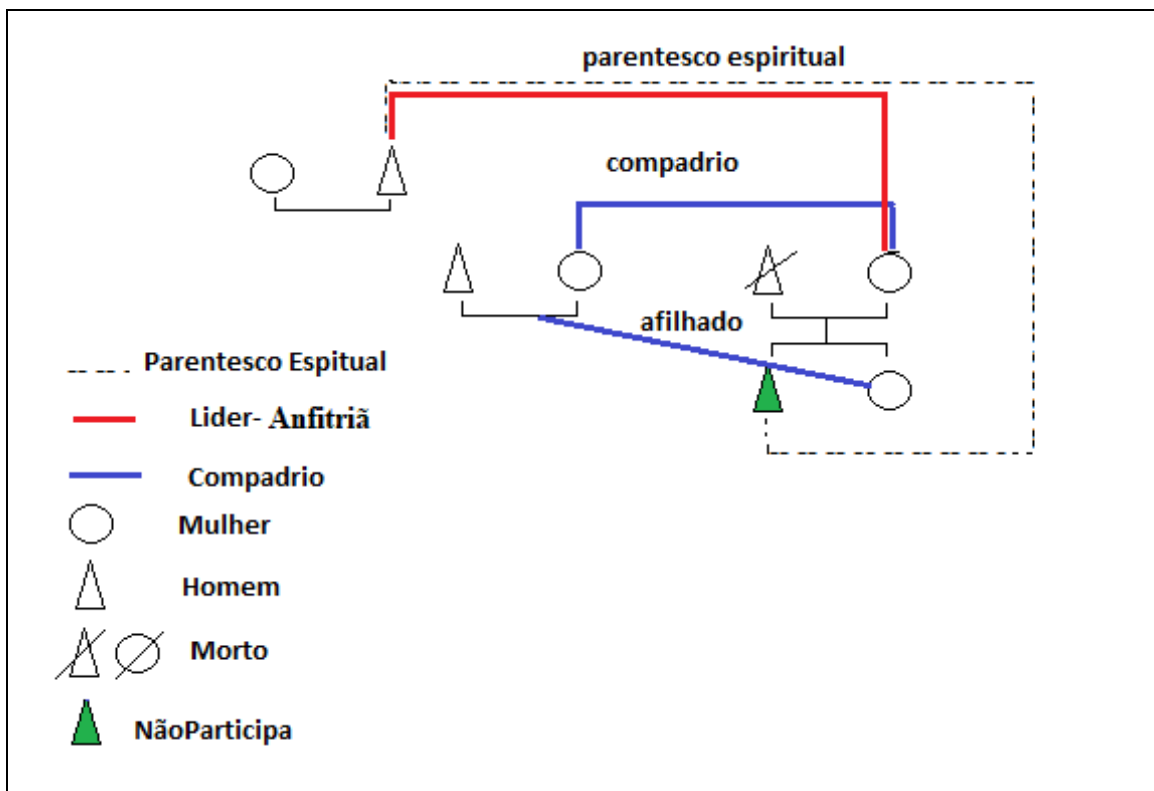 parentesco espiritual
compadrio
afilhado
Parentesco Espitual
Lider- Anfitriã
Compadrio
Mulher
Homem
Morto
NãoParticipa